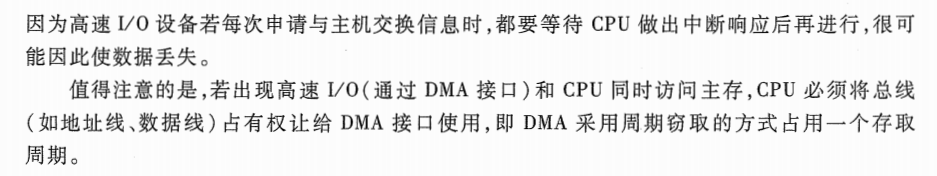 因为高速 I/O 设备若每次申请与主机交换信息时,都要等待 CPU 做出中断响应后再进行,很可
能因此使数据丢失。
值得注意的是,若出现高速 I/O(通过 DMA 接口)和 CPU 同时访问主存,CPU 必须将总线
(如地址线、数据线)占有权让给 DMA 接口使用,即 DMA 采用周期窃取的方式占用一个存取
周期。